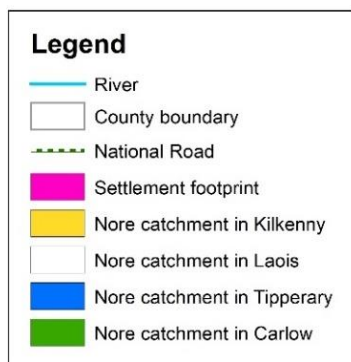 Legend
River
County boundary
National Road
Settlement footprint
Nore catchment in Kilkenny
Nore catchment in Laois
Nore catchment in Tipperary
Nore catchment in Carlow